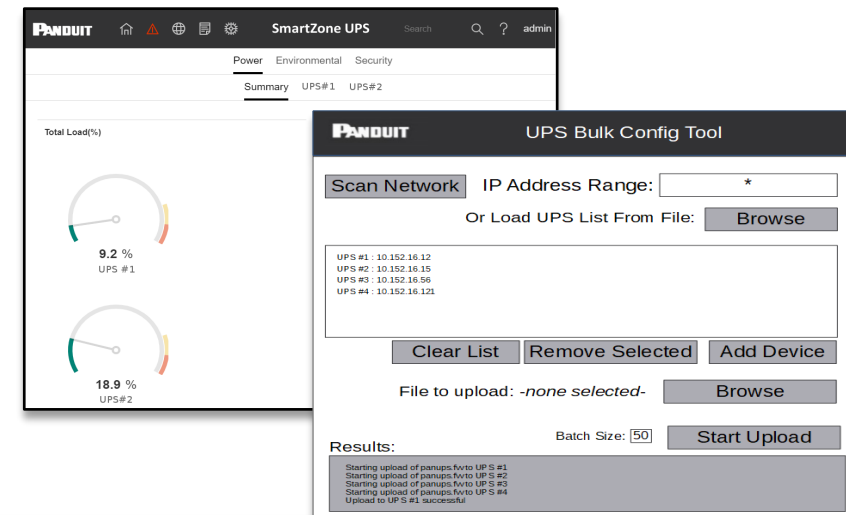 PANDUIT SmartZone UPS Search ? admin
Power Environmental Security
Summary UPS#1 UPS#2
Total Load(%)
9.2 %
UPS #1
18.9 %
UPS#2
PANDUIT UPS Bulk Config Tool
Scan Network IP Address Range: *
Or Load UPS List From File: Browse
UPS #1 : 10.152.16.12
UPS #2 : 10.152.16.15
UPS #3 : 10.152.16.56
UPS #4 : 10.152.16.121
Clear List Remove Selected Add Device
File to upload: -none selected- Browse
Batch Size: 50 Start Upload
Results:
Starting upload of panups.fw to UPS #1
Starting upload of panups.fw to UPS #2
Starting upload of panups.fw to UPS #3
Starting upload of panups.fw to UPS #4
Upload to UPS #1 successful